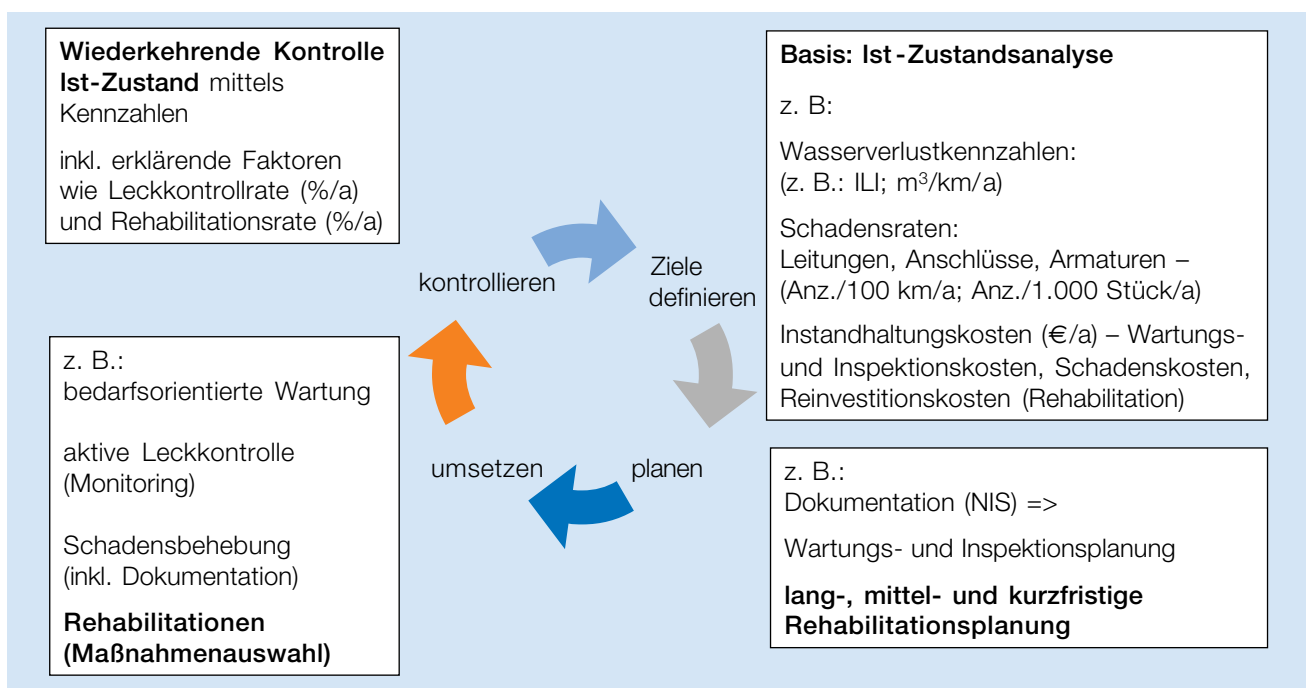 Wiederkehrende Kontrolle
Ist-Zustand mittels
Kennzahlen
inkl. erklärende Faktoren
wie Leckkontrollrate (%/a)
und Rehabilitationsrate (%/a)
Basis: Ist-Zustandsanalyse
z. B:
Wasserverlustkennzahlen:
(z. B.: ILI; m³/km/a)
Schadensraten:
Leitungen, Anschlüsse, Armaturen –
(Anz./100 km/a; Anz./1.000 Stück/a)
Instandhaltungskosten (€/a) – Wartungs-
und Inspektionskosten, Schadenskosten,
Reinvestitionskosten (Rehabilitation)
kontrollieren
Ziele
definieren
umsetzen
planen
z. B.:
bedarfsorientierte Wartung
aktive Leckkontrolle
(Monitoring)
Schadensbehebung
(inkl. Dokumentation)
Rehabilitationen
(Maßnahmenauswahl)
z. B.:
Dokumentation (NIS) =>
Wartungs- und Inspektionsplanung
lang-, mittel- und kurzfristige
Rehabilitationsplanung